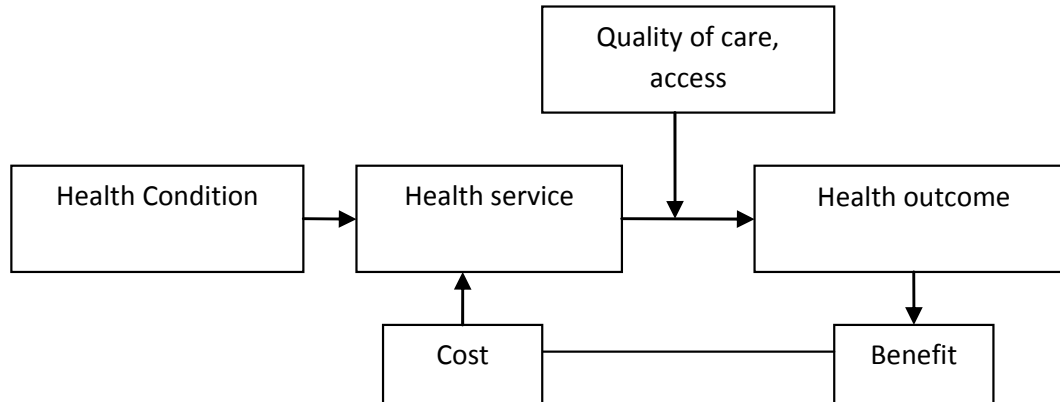 Quality of care,
access
Health Condition
Health service
Health outcome
Cost
Benefit